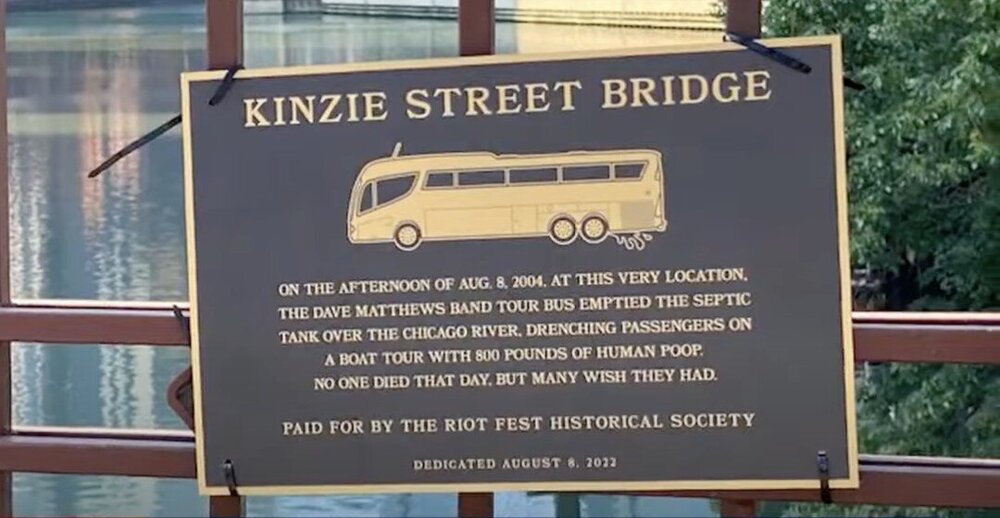 KINZIE STREET BRIDGE
ON THE AFTERNOON OF AUG. 8, 2004, AT THIS VERY LOCATION,
THE DAVE MATTHEWS BAND TOUR BUS EMPTIED THE SEPTIC
TANK OVER THE CHICAGO RIVER, DRENCHING PASSENGERS ON
A BOAT TOUR WITH 800 POUNDS OF HUMAN POOP.
NO ONE DIED THAT DAY, BUT MANY WISH THEY HAD.
PAID FOR BY THE RIOT FEST HISTORICAL SOCIETY
DEDICATED AUGUST 8, 2022